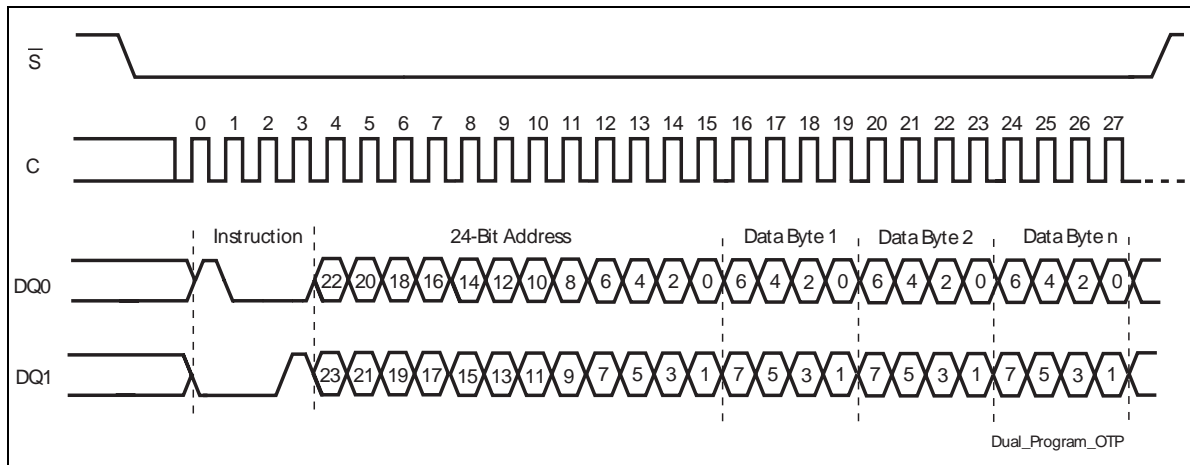 S
0 1 2 3 4 5 6 7 8 9 10 11 12 13 14 15 16 17 18 19 20 21 22 23 24 25 26 27
C
Instruction 24-Bit Address Data Byte 1 Data Byte 2 Data Byte n
DQ0 22 20 18 16 14 12 10 8 6 4 2 0 6 4 2 0 6 4 2 0 6 4 2 0
DQ1 23 21 19 17 15 13 11 9 7 5 3 1 7 5 3 1 7 5 3 1 7 5 3 1
Dual_Program_OTP